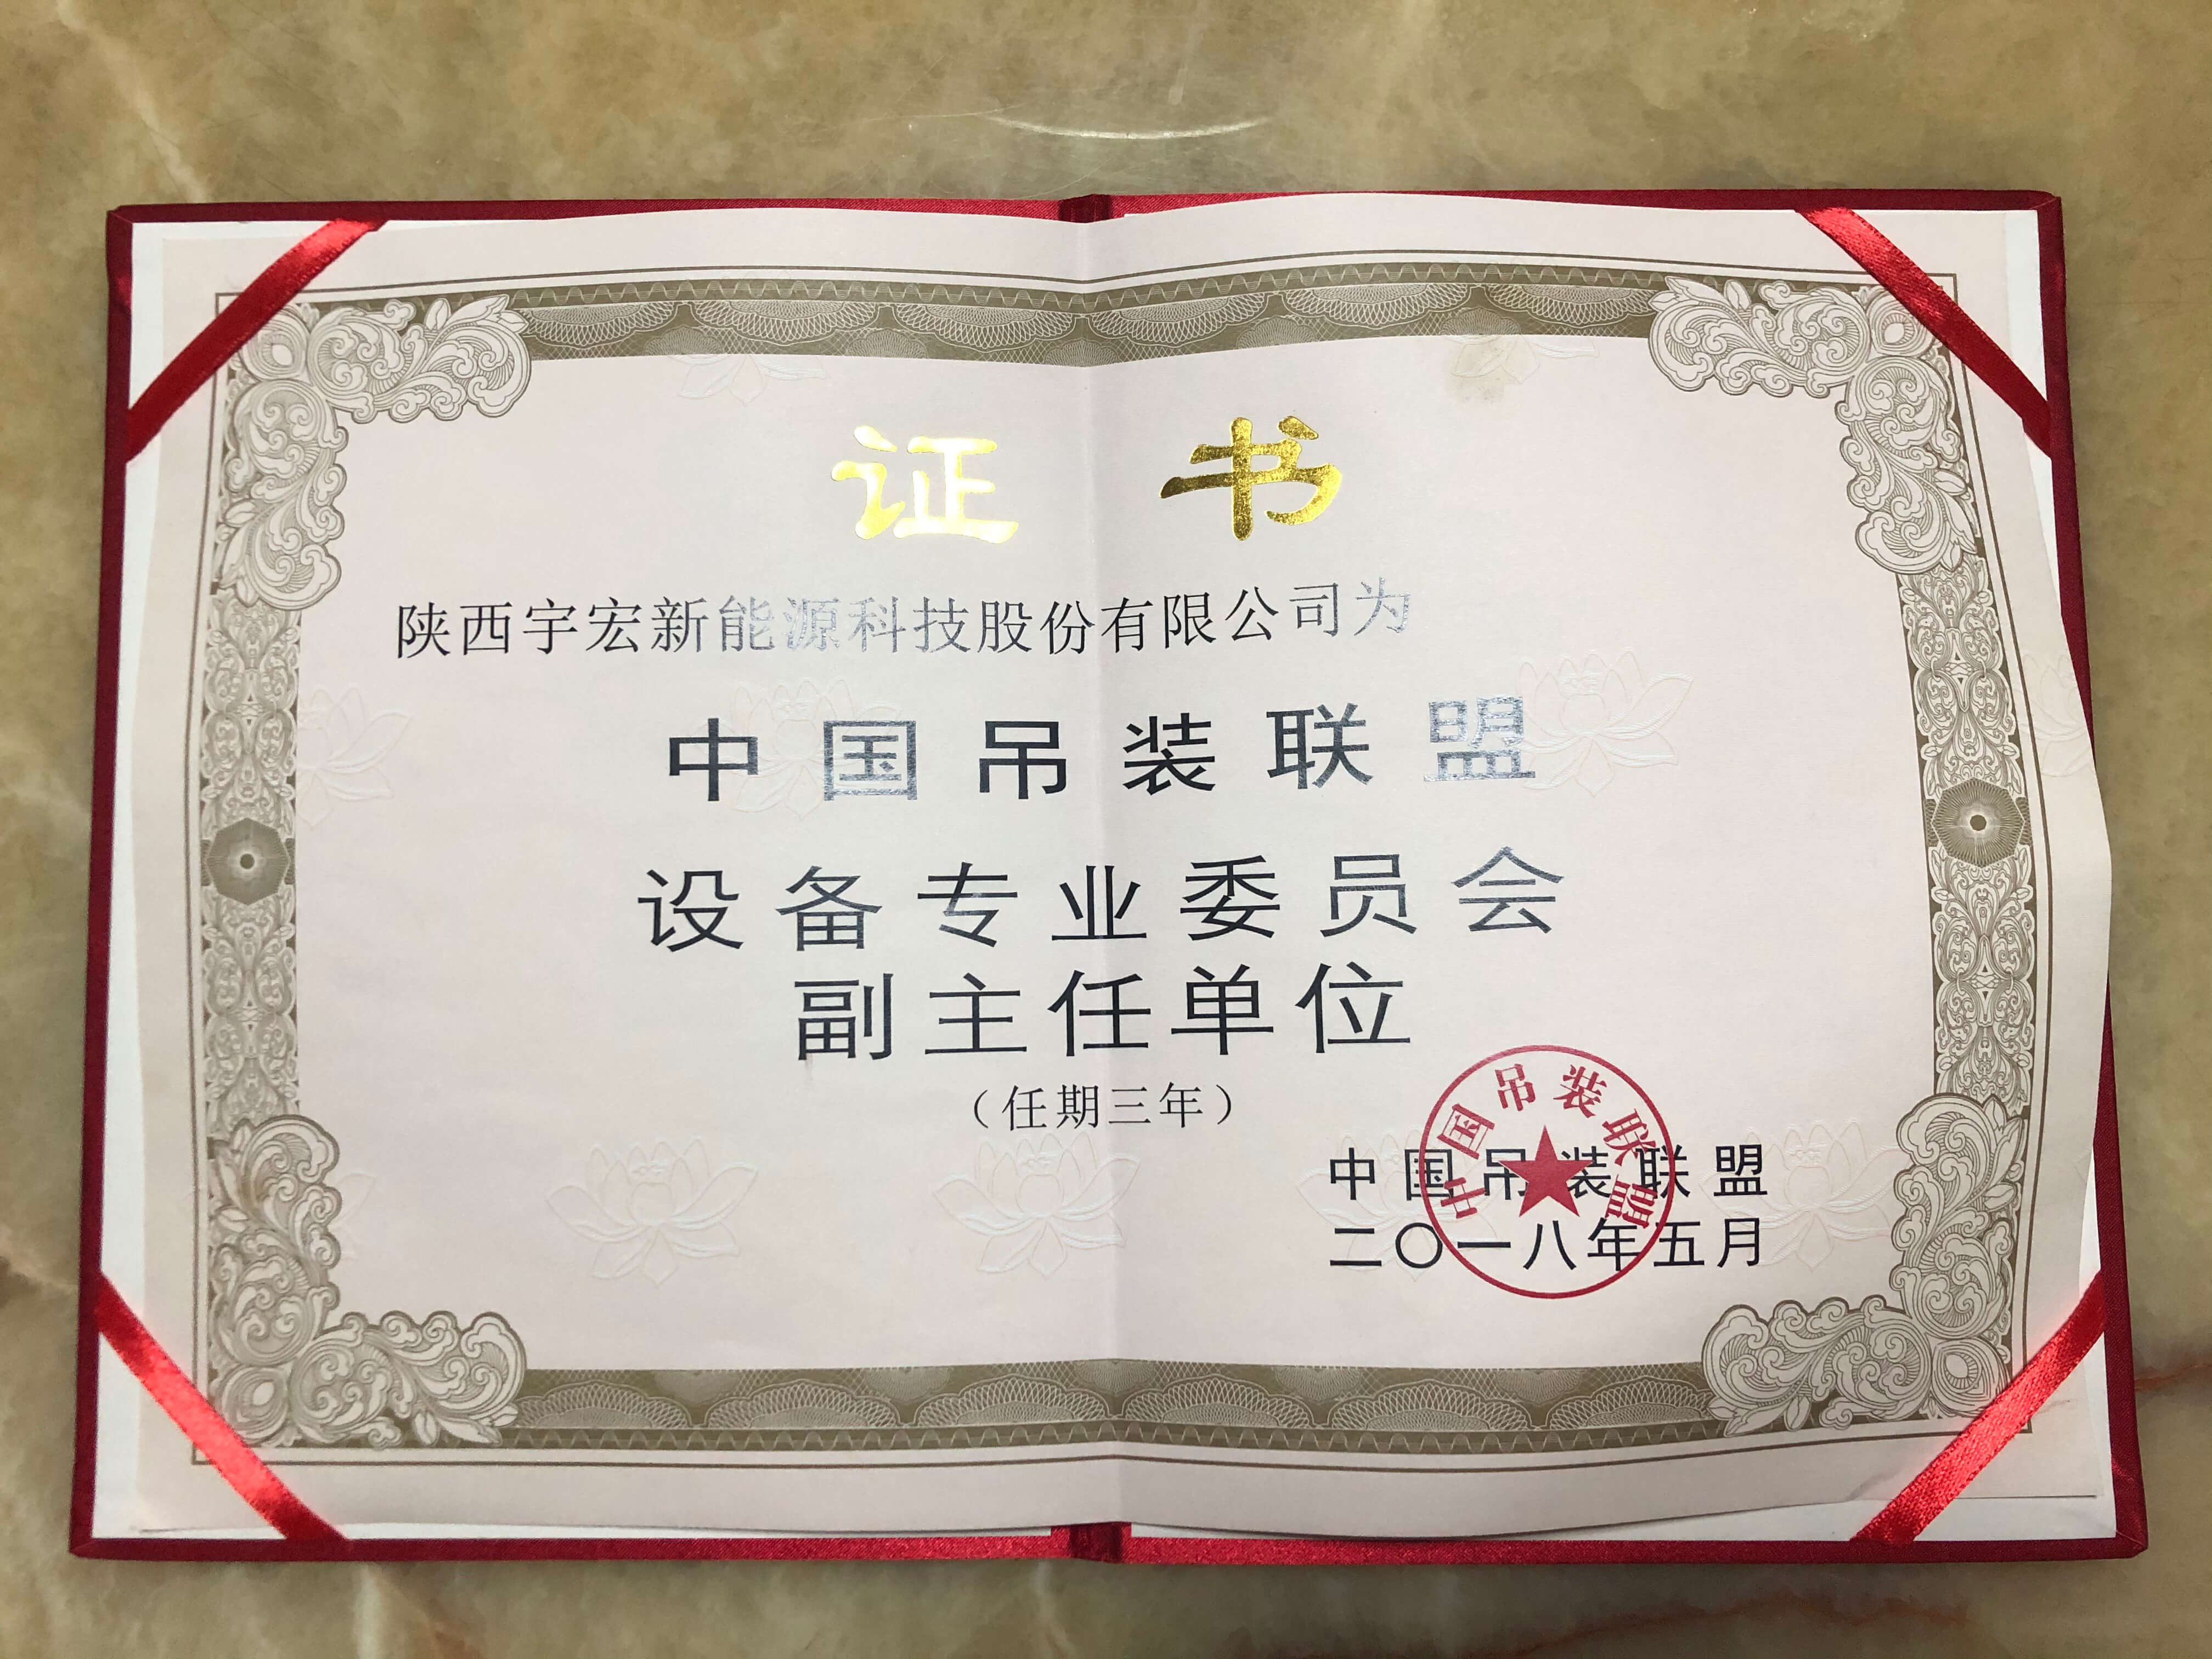 证书
陕西宇宏新能源科技股份有限公司为
中国吊装联盟
设备专业委员会
副主任单位
（任期三年）
中国吊装联盟
二〇一八年五月
中国吊装联盟